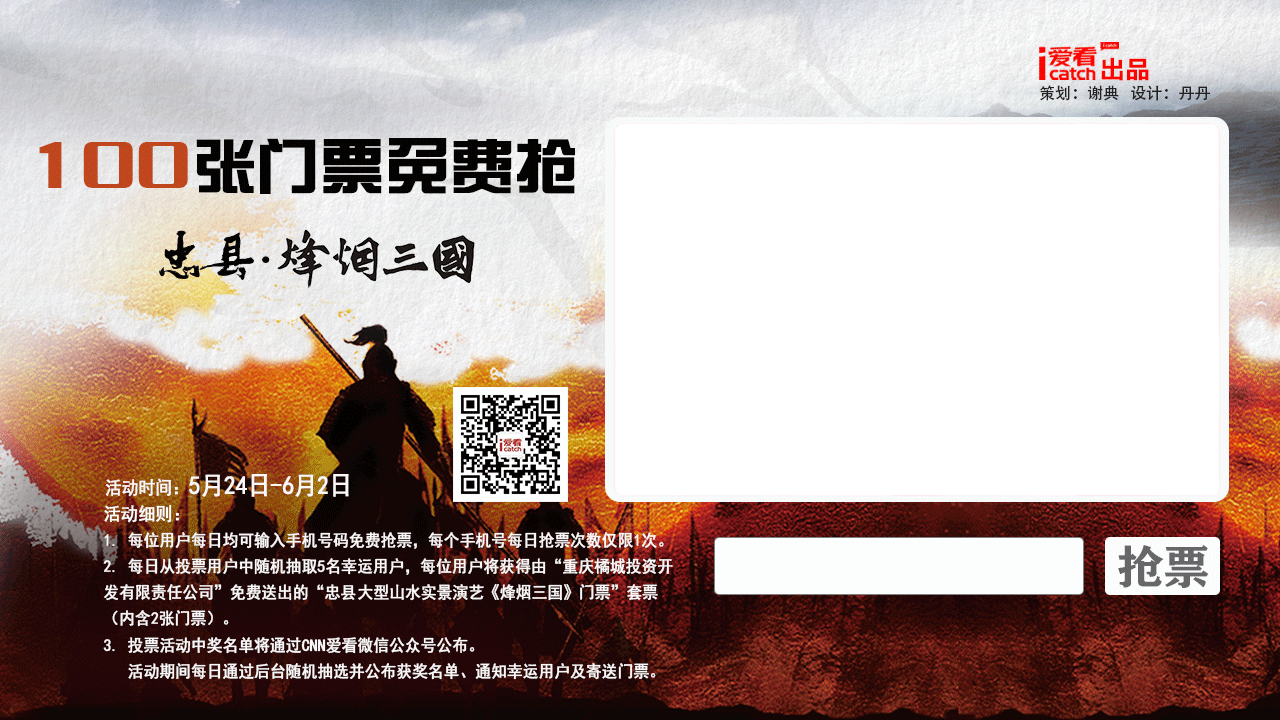 i爱看catch出品
策划：谢典 设计：丹丹
100张门票免费抢
忠县·烽烟三國
i爱看catch
活动时间：5月24日-6月2日
活动细则：
1. 每位用户每日均可输入手机号码免费抢票，每个手机号每日抢票次数仅限1次。
2. 每日从投票用户中随机抽取5名幸运用户，每位用户将获得由“重庆橘城投资开
发有限责任公司”免费送出的“忠县大型山水实景演艺《烽烟三国》门票”套票
（内含2张门票）。
3. 投票活动中奖名单将通过CNN爱看微信公众号公布。
活动期间每日通过后台随机抽选并公布获奖名单、通知幸运用户及寄送门票。
抢票